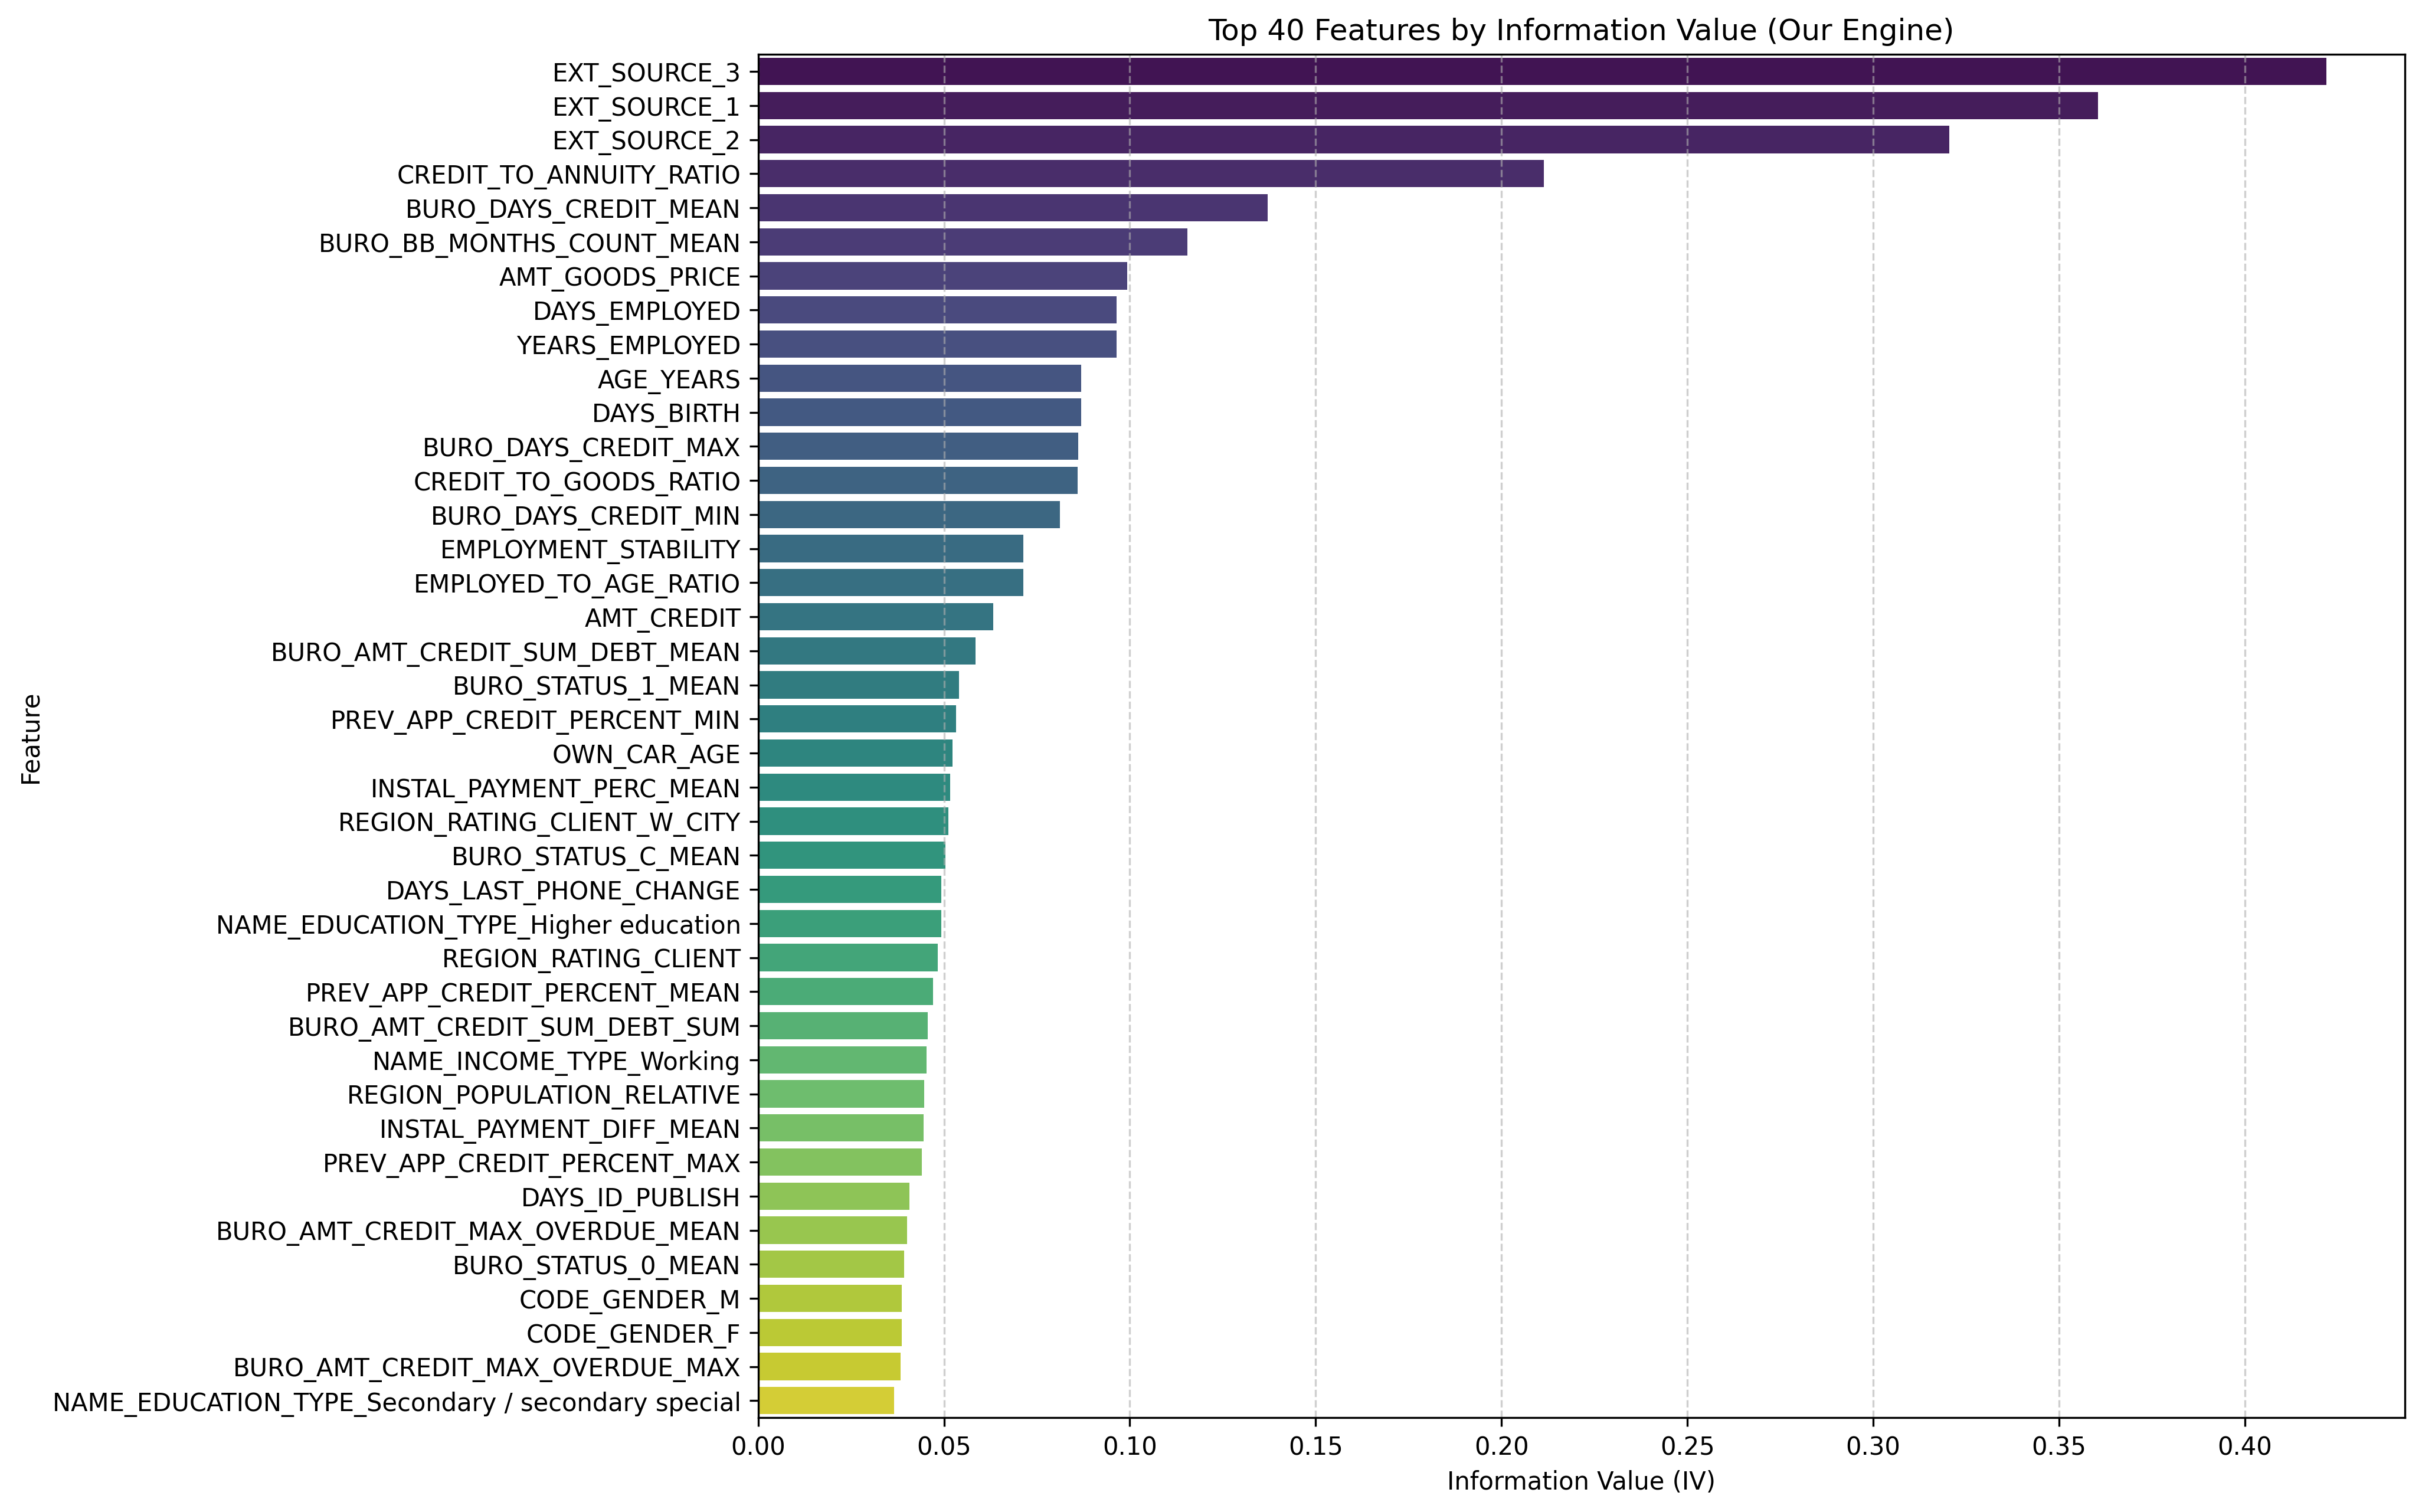 Top 40 Features by Information Value (Our Engine)
EXT_SOURCE_3
EXT_SOURCE_1
EXT_SOURCE_2
CREDIT_TO_ANNUITY_RATIO
BURO_DAYS_CREDIT_MEAN
BURO_BB_MONTHS_COUNT_MEAN
AMT_GOODS_PRICE
DAYS_EMPLOYED
YEARS_EMPLOYED
AGE_YEARS
DAYS_BIRTH
BURO_DAYS_CREDIT_MAX
CREDIT_TO_GOODS_RATIO
BURO_DAYS_CREDIT_MIN
EMPLOYMENT_STABILITY
EMPLOYED_TO_AGE_RATIO
AMT_CREDIT
BURO_AMT_CREDIT_SUM_DEBT_MEAN
BURO_STATUS_1_MEAN
PREV_APP_CREDIT_PERCENT_MIN
OWN_CAR_AGE
INSTAL_PAYMENT_PERC_MEAN
REGION_RATING_CLIENT_W_CITY
BURO_STATUS_C_MEAN
DAYS_LAST_PHONE_CHANGE
NAME_EDUCATION_TYPE_Higher education
REGION_RATING_CLIENT
PREV_APP_CREDIT_PERCENT_MEAN
BURO_AMT_CREDIT_SUM_DEBT_SUM
NAME_INCOME_TYPE_Working
REGION_POPULATION_RELATIVE
INSTAL_PAYMENT_DIFF_MEAN
PREV_APP_CREDIT_PERCENT_MAX
DAYS_ID_PUBLISH
BURO_AMT_CREDIT_MAX_OVERDUE_MEAN
BURO_STATUS_0_MEAN
CODE_GENDER_M
CODE_GENDER_F
BURO_AMT_CREDIT_MAX_OVERDUE_MAX
NAME_EDUCATION_TYPE_Secondary / secondary special
Feature
0.00 0.05 0.10 0.15 0.20 0.25 0.30 0.35 0.40
Information Value (IV)